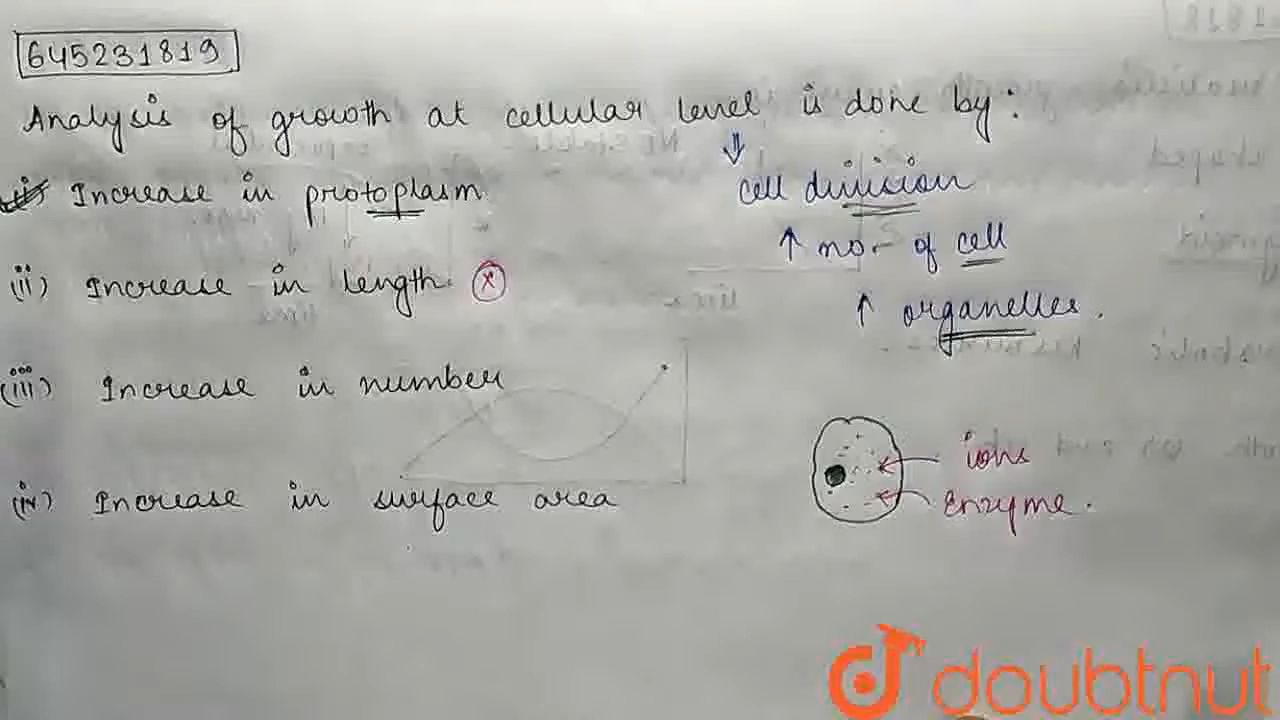 645231819
Analysis of growth at cellular level is done by:
(i) Increase in protoplasm
(ii) Increase in length x
(iii) Increase in number
(iv) Increase in surface area
⇓
cell division
↑ no. of cell
↑ organelles.
ions
Enzyme.
doubtnut